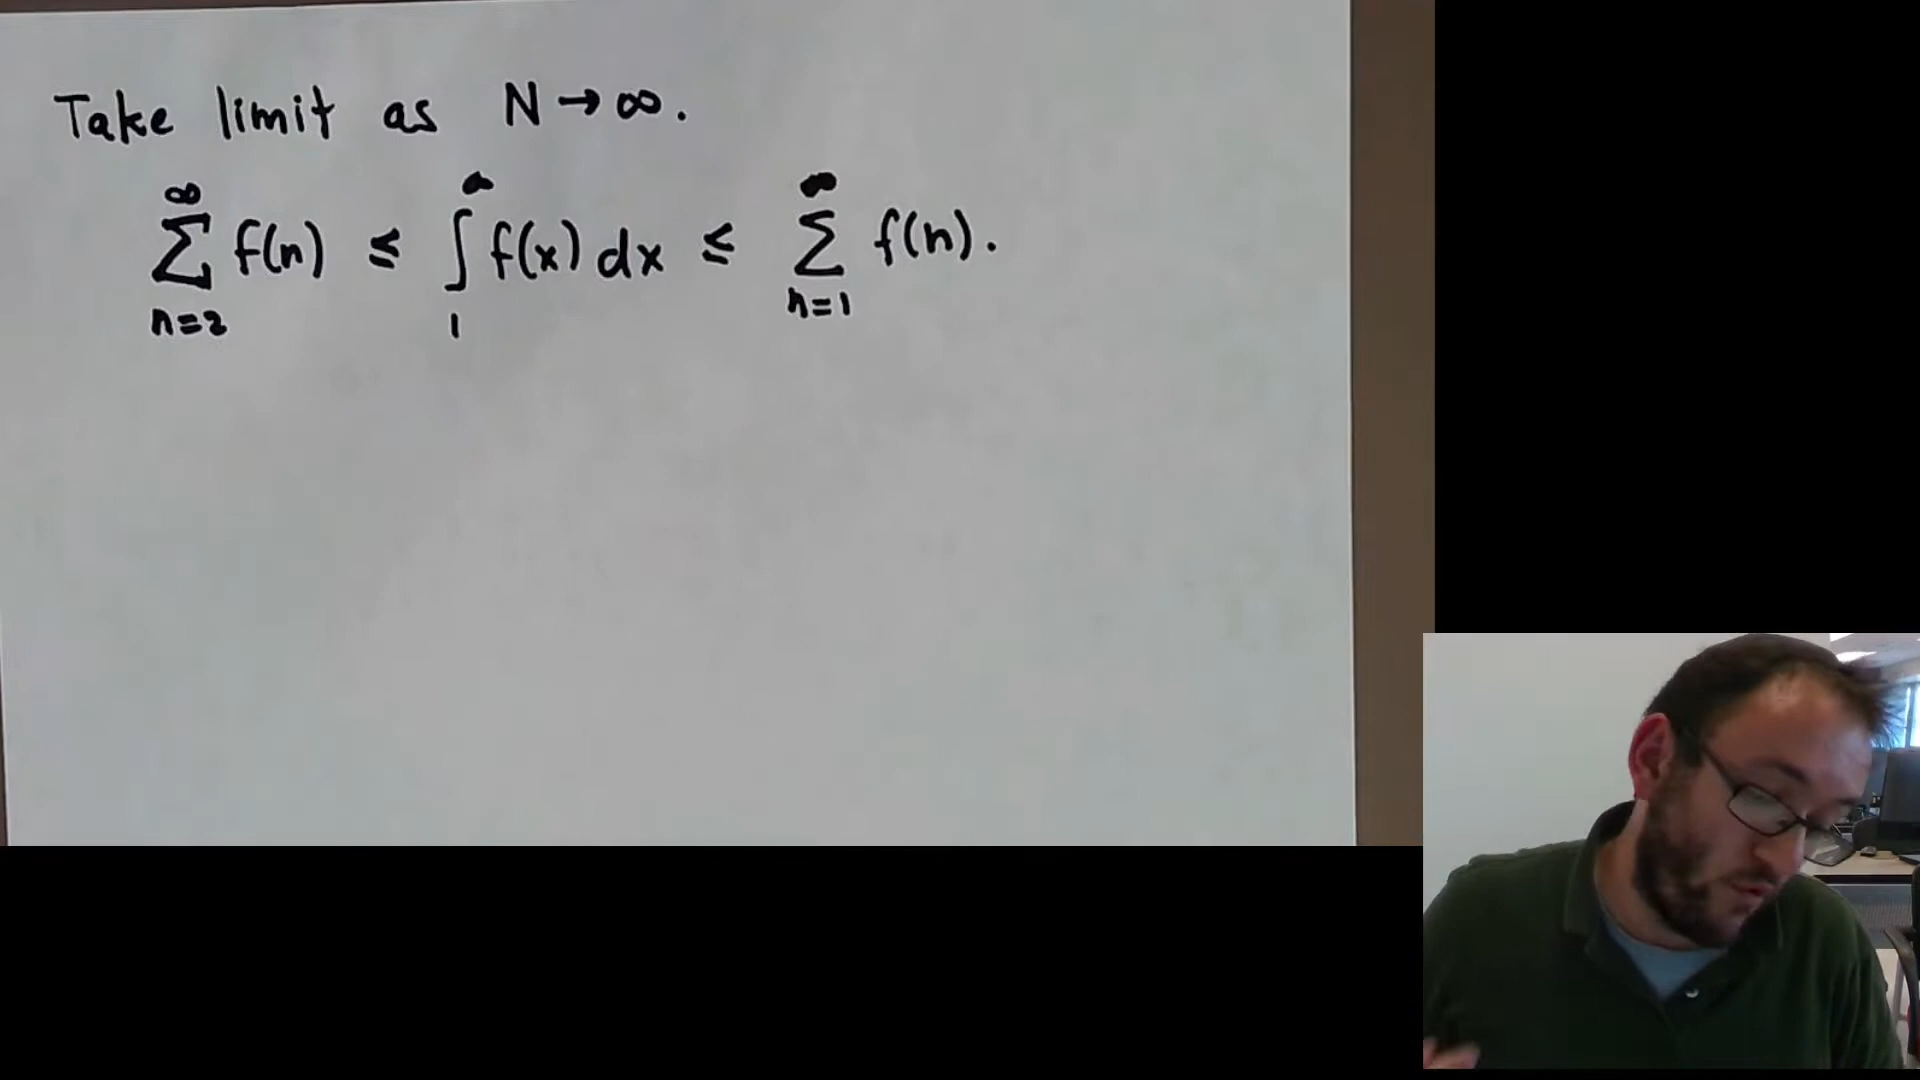 Take limit as N → ∞.
∞ ∑ n=2 f(n) ≤ ∞ ∫ 1 f(x) dx ≤ ∞ ∑ n=1 f(n).